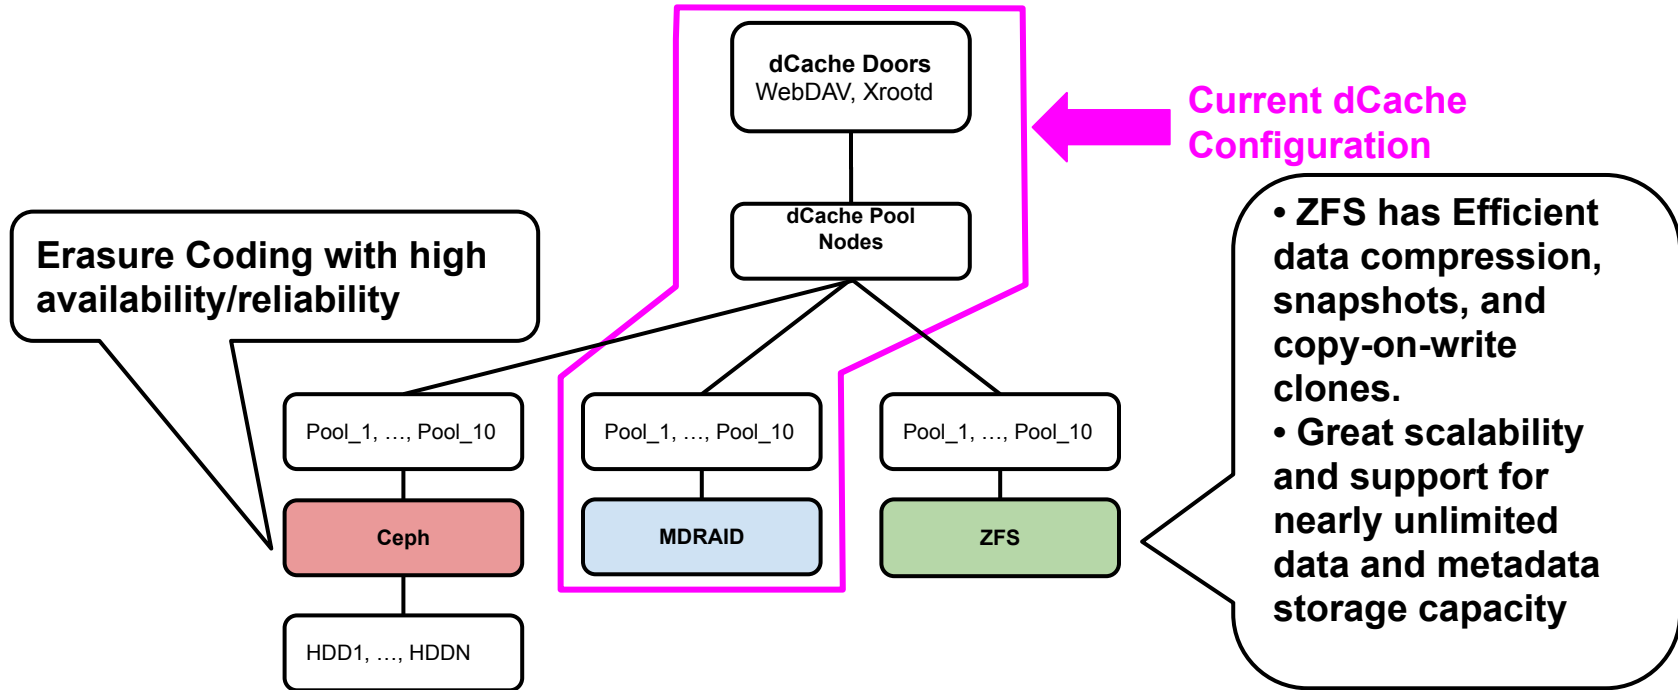 dCache Doors
WebDAV, Xrootd
Current dCache
Configuration
dCache Pool
Nodes
Erasure Coding with high
availability/reliability
• ZFS has Efficient
data compression,
snapshots, and
copy-on-write
clones.
• Great scalability
and support for
nearly unlimited
data and metadata
storage capacity
Pool_1, ..., Pool_10
Pool_1, ..., Pool_10
Pool_1, ..., Pool_10
Ceph
MDRAID
ZFS
HDD1, ..., HDDN